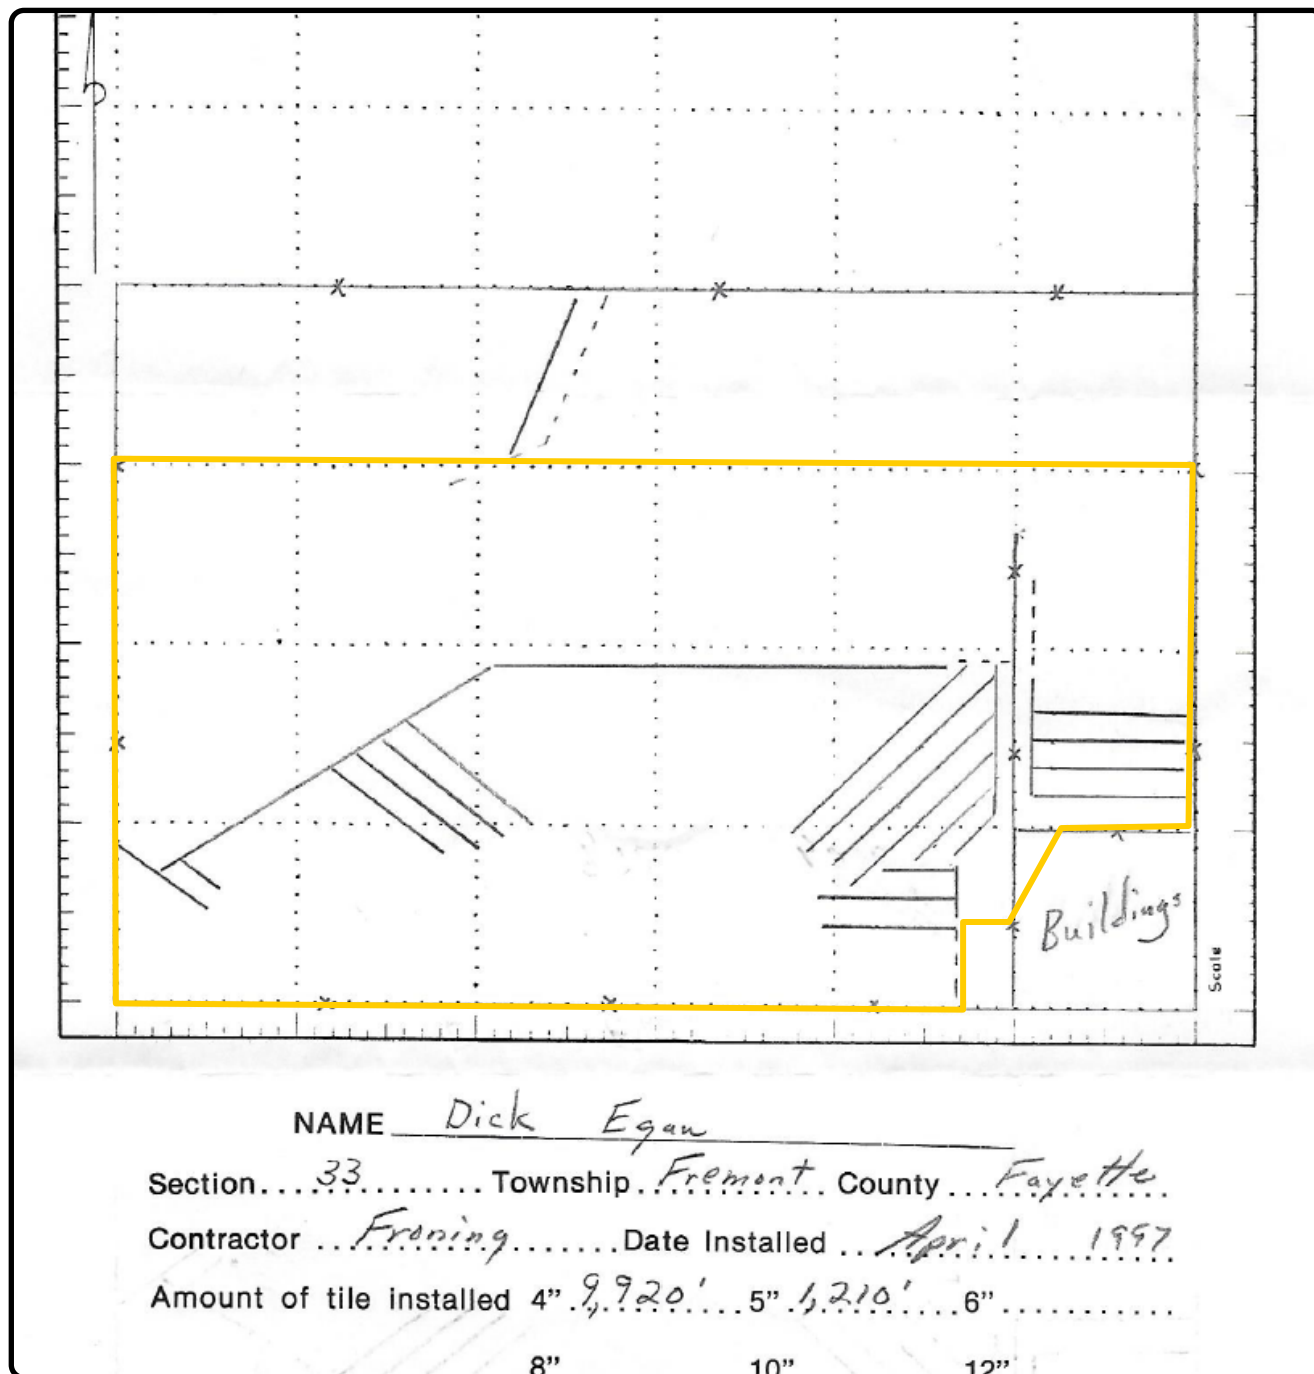 Buildings
Scale
NAME Dick Egan
Section....33............Township.Fremont..County...Fayette
Contractor...Froning.......Date Installed...April 1997
Amount of tile installed 4".9,920'....5".1,210'...6"............
8" 10" 12"